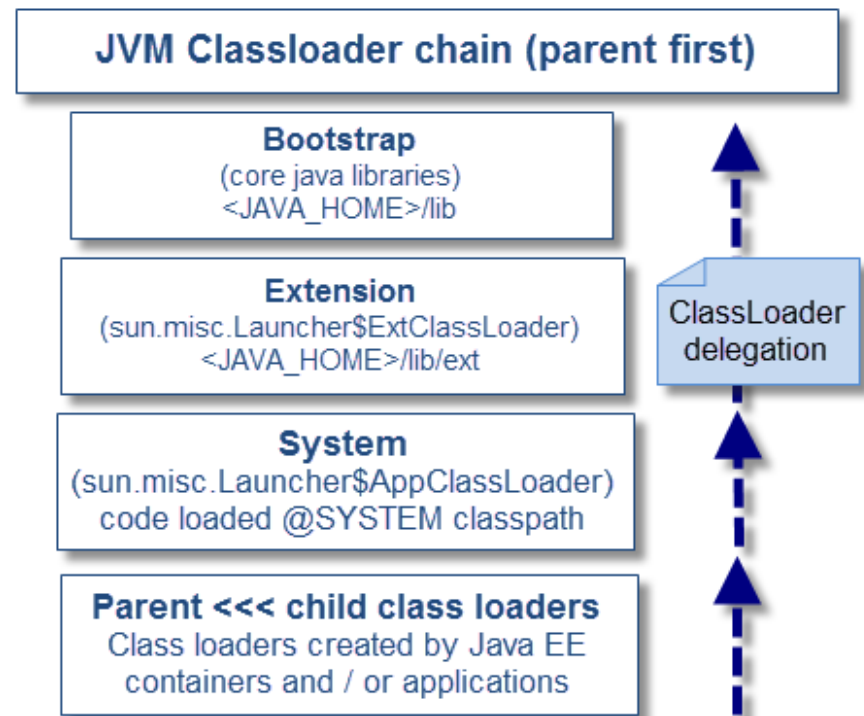 JVM Classloader chain (parent first)
Bootstrap
(core java libraries)
<JAVA_HOME>/lib
Extension
(sun.misc.Launcher$ExtClassLoader)
<JAVA_HOME>/lib/ext
ClassLoader
delegation
System
(sun.misc.Launcher$AppClassLoader)
code loaded @SYSTEM classpath
Parent <<< child class loaders
Class loaders created by Java EE
containers and / or applications